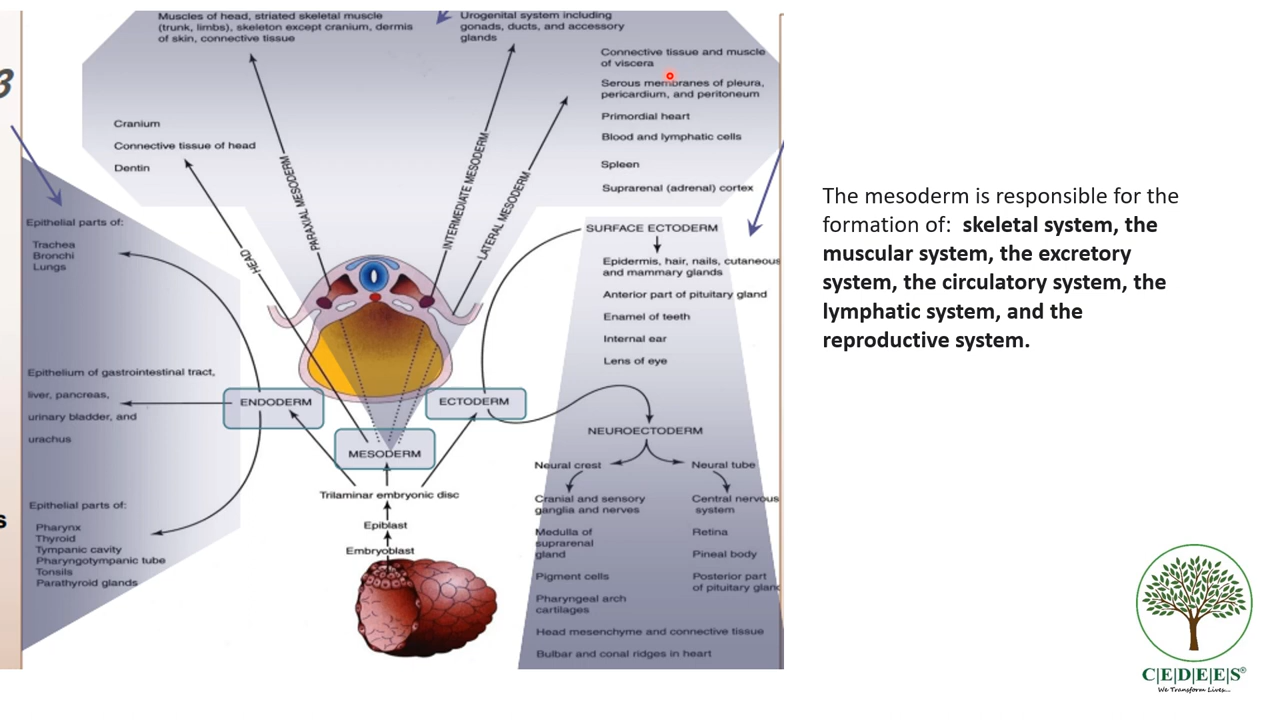 3
s
Muscles of head, striated skeletal muscle
(trunk, limbs), skeleton except cranium, dermis
of skin, connective tissue
Urogenital system including
gonads, ducts, and accessory
glands
Connective tissue and muscle
of viscera
Serous membranes of pleura,
pericardium, and peritoneum
Primordial heart
Blood and lymphatic cells
Spleen
Suprarenal (adrenal) cortex
Cranium
Connective tissue of head
Dentin
HEAD
PARAXIAL MESODERM
INTERMEDIATE MESODERM
LATERAL MESODERM
Epithelial parts of:
Trachea
Bronchi
Lungs
Epithelium of gastrointestinal tract,
liver, pancreas,
urinary bladder, and
urachus
Epithelial parts of:
Pharynx
Thyroid
Tympanic cavity
Pharyngotympanic tube
Tonsils
Parathyroid glands
ENDODERM
MESODERM
ECTODERM
Trilaminar embryonic disc
Epiblast
Embryoblast
SURFACE ECTODERM
Epidermis, hair, nails, cutaneous
and mammary glands
Anterior part of pituitary gland
Enamel of teeth
Internal ear
Lens of eye
NEUROECTODERM
Neural crest
Cranial and sensory
ganglia and nerves
Medulla of
suprarenal
gland
Pigment cells
Pharyngeal arch
cartilages
Head mesenchyme and connective tissue
Bulbar and conal ridges in heart
Neural tube
Central nervous
system
Retina
Pineal body
Posterior part
of pituitary gland
The mesoderm is responsible for the
formation of: skeletal system, the
muscular system, the excretory
system, the circulatory system, the
lymphatic system, and the
reproductive system.
C|E|D|E|E|S®
We Transform Lives...